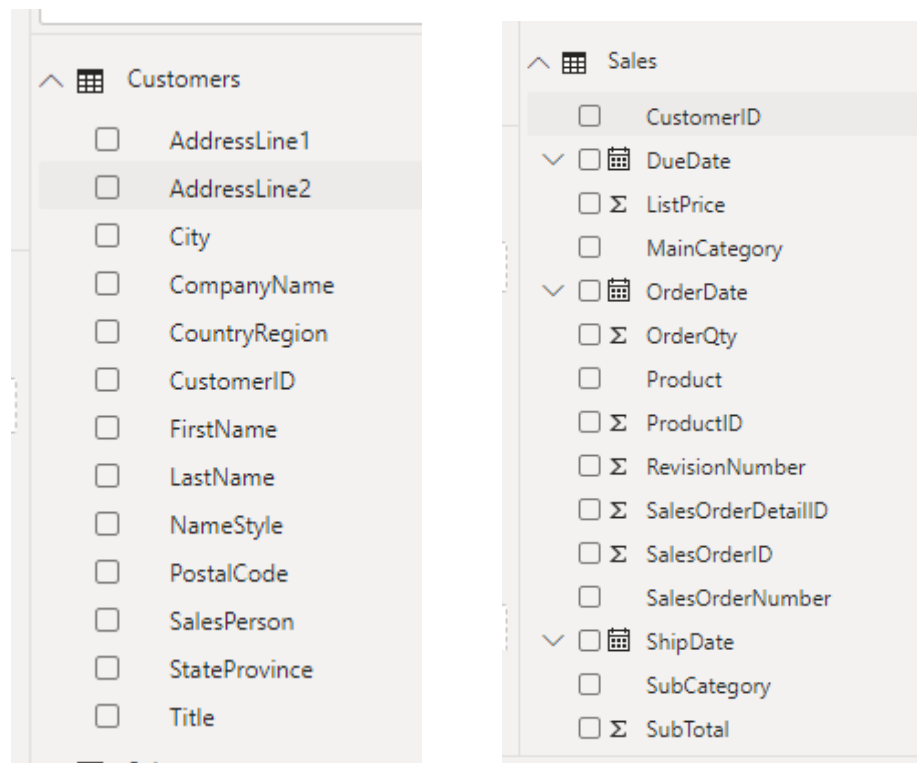 Customers
AddressLine1
AddressLine2
City
CompanyName
CountryRegion
CustomerID
FirstName
LastName
NameStyle
PostalCode
SalesPerson
StateProvince
Title
Sales
CustomerID
DueDate
Σ ListPrice
MainCategory
OrderDate
Σ OrderQty
Product
Σ ProductID
Σ RevisionNumber
Σ SalesOrderDetailID
Σ SalesOrderID
SalesOrderNumber
ShipDate
SubCategory
Σ SubTotal